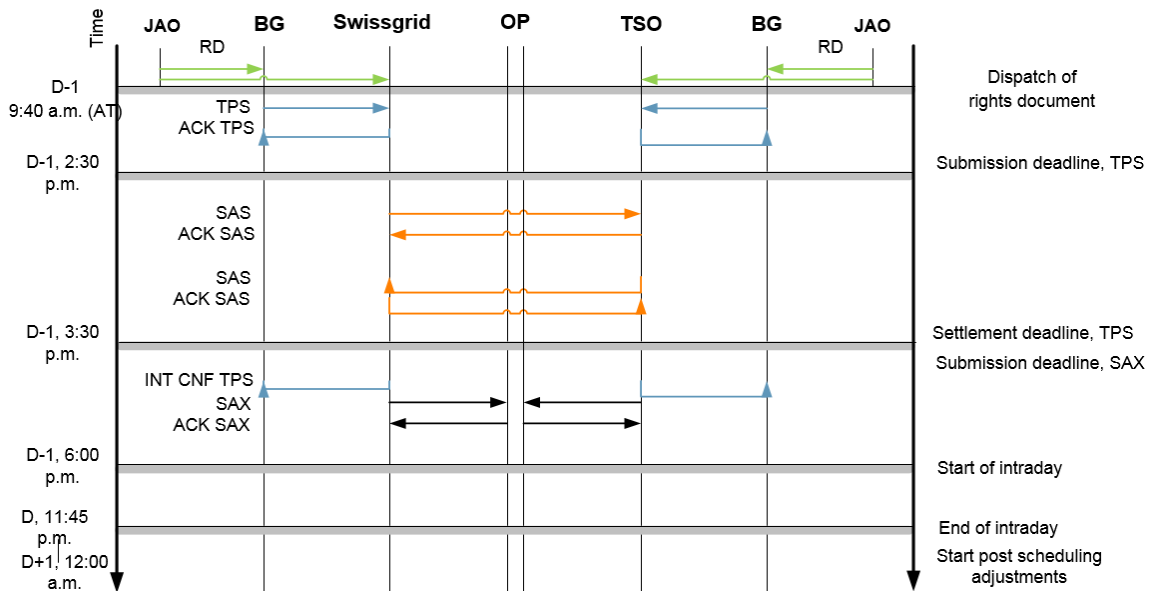 Time
JAO
BG
Swissgrid
OP
TSO
BG
JAO
RD
RD
D-1
9:40 a.m. (AT)
Dispatch of
rights document
TPS
ACK TPS
D-1, 2:30
p.m.
Submission deadline, TPS
SAS
ACK SAS
SAS
ACK SAS
D-1, 3:30
p.m.
Settlement deadline, TPS
Submission deadline, SAX
INT CNF TPS
SAX
ACK SAX
D-1, 6:00
p.m.
Start of intraday
D, 11:45
p.m.
End of intraday
D+1, 12:00
a.m.
Start post scheduling
adjustments